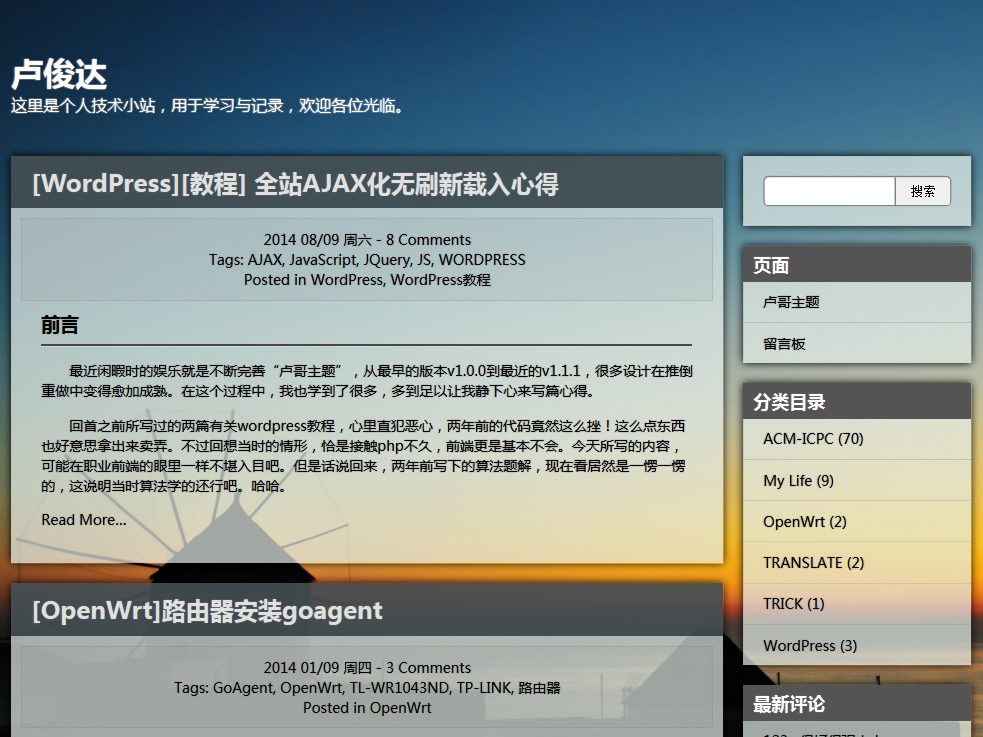 卢俊达
这里是个人技术小站，用于学习与记录，欢迎各位光临。
[WordPress][教程] 全站AJAX化无刷新载入心得
2014 08/09 周六 - 8 Comments
Tags: AJAX, JavaScript, JQuery, JS, WORDPRESS
Posted in WordPress, WordPress教程
前言
最近闲暇时的娱乐就是不断完善“卢哥主题”，从最早的版本v1.0.0到最近的v1.1.1，很多设计在推倒
重做中变得愈加成熟。在这个过程中，我也学到了很多，多到足以让我静下心来写篇心得。
回首之前所写过的两篇有关wordpress教程，心里直犯恶心，两年前的代码竟然这么挫！这么点东西
也好意思拿出来卖弄。不过回想当时的情形，恰是接触php不久，前端更是基本不会。今天所写的内容，
可能在职业前端的眼里一样不堪入目吧。但是话说回来，两年前写下的算法题解，现在看居然是一愣一愣
的，这说明当时算法学的还行吧。哈哈。
Read More...
[OpenWrt]路由器安装goagent
2014 01/09 周四 - 3 Comments
Tags: GoAgent, OpenWrt, TL-WR1043ND, TP-LINK, 路由器
Posted in OpenWrt
搜索
页面
卢哥主题
留言板
分类目录
ACM-ICPC (70)
My Life (9)
OpenWrt (2)
TRANSLATE (2)
TRICK (1)
WordPress (3)
最新评论